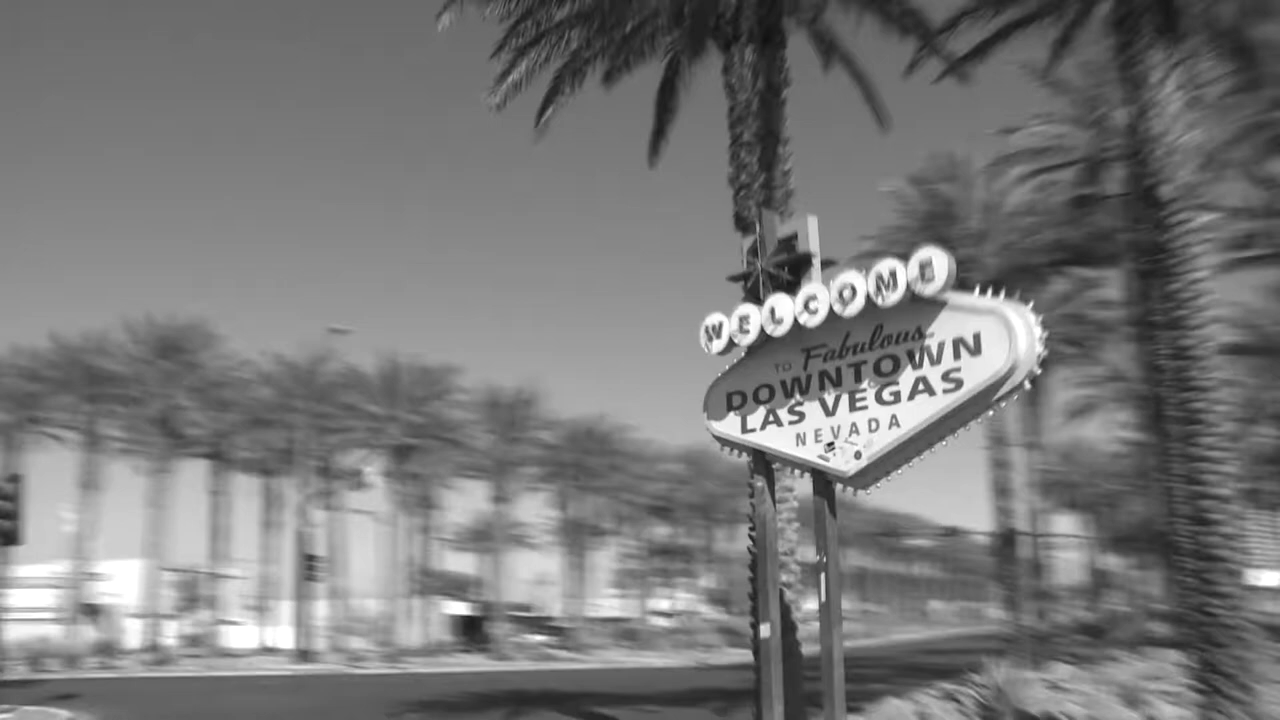 WELCOME
TO Fabulous
DOWNTOWN
LAS VEGAS
NEVADA